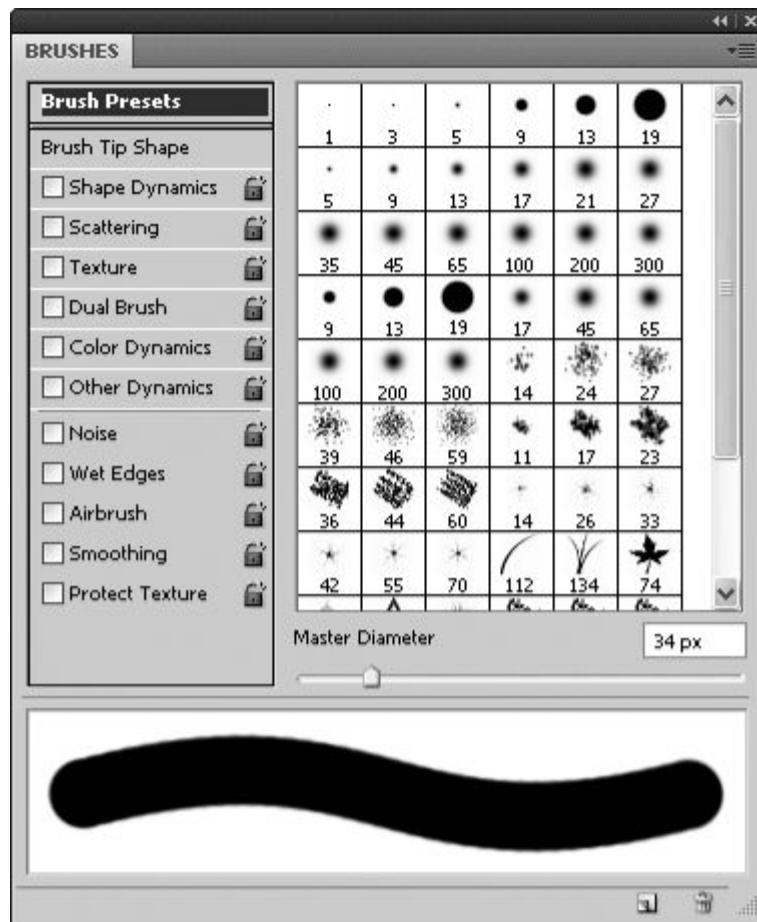 BRUSHES
Brush Presets
Brush Tip Shape
Shape Dynamics
Scattering
Texture
Dual Brush
Color Dynamics
Other Dynamics
Noise
Wet Edges
Airbrush
Smoothing
Protect Texture
1 3 5 9 13 19
5 9 13 17 21 27
35 45 65 100 200 300
9 13 19 17 45 65
100 200 300 14 24 27
39 46 59 11 17 23
36 44 60 14 26 33
42 55 70 112 134 74
Master Diameter 34 px